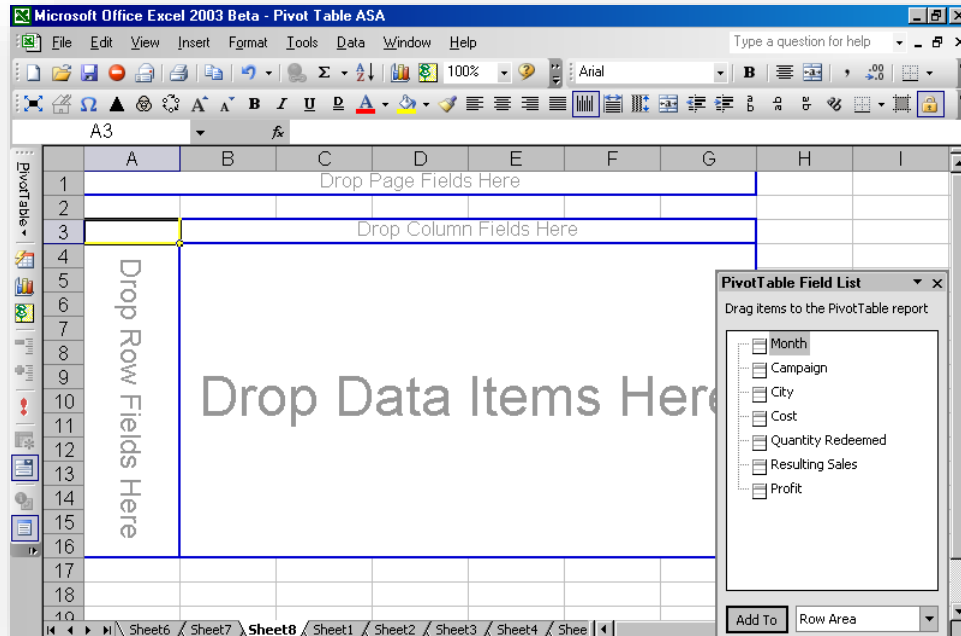 Microsoft Office Excel 2003 Beta - Pivot Table ASA
File Edit View Insert Format Tools Data Window Help Type a question for help
Σ 100% Arial B
Ω A A B I U D A
A3 fx
PivotTable
A B C D E F G H I
1 Drop Page Fields Here
2
3 Drop Column Fields Here
4
5
6
7
8
9
10
11
12
13
14
15
16
17
18
19
Drop Row Fields Here
Drop Data Items Here
PivotTable Field List
Drag items to the PivotTable report
Month
Campaign
City
Cost
Quantity Redeemed
Resulting Sales
Profit
Add To Row Area
Sheet6 Sheet7 Sheet8 Sheet1 Sheet2 Sheet3 Sheet4 Shee